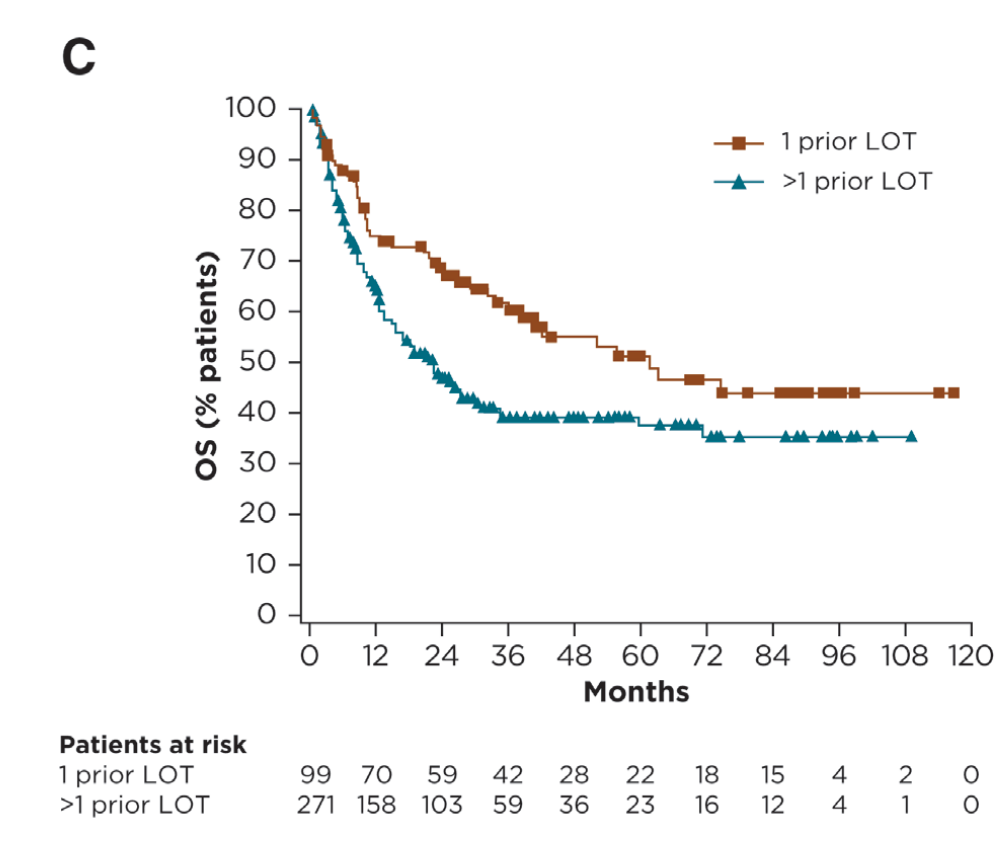 C
1 prior LOT
>1 prior LOT
OS (% patients)
100
90
80
70
60
50
40
30
20
10
0
0 12 24 36 48 60 72 84 96 108 120
Months
Patients at risk
1 prior LOT 99 70 59 42 28 22 18 15 4 2 0
>1 prior LOT 271 158 103 59 36 23 16 12 4 1 0